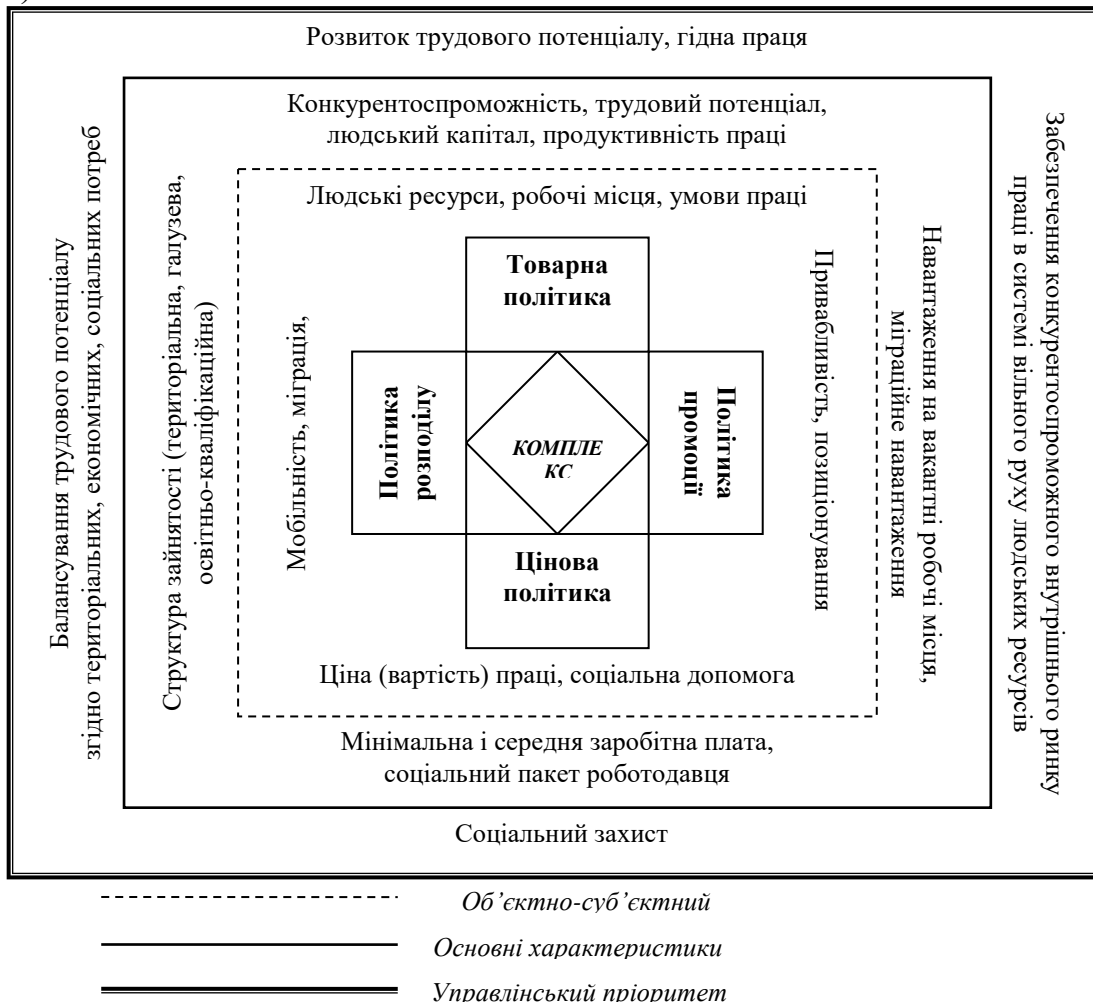 )
Розвиток трудового потенціалу, гідна праця
Конкурентоспроможність, трудовий потенціал,
людський капітал, продуктивність праці
Людські ресурси, робочі місця, умови праці
Балансування трудового потенціалу
згідно територіальних, економічних, соціальних потреб
Структура зайнятості (територіальна, галузева,
освітньо-кваліфікаційна)
Мобільність, міграція,
Товарна
політика
Політика
розподілу
КОМПЛЕ
КС
Політика
промоції
Цінова
політика
Привабливість, позиціонування
Навантаження на вакантні робочі місця,
міграційне навантаження
Забезпечення конкурентоспроможного внутрішнього ринку
праці в системі вільного руху людських ресурсів
Ціна (вартість) праці, соціальна допомога
Мінімальна і середня заробітна плата,
соціальний пакет роботодавця
Соціальний захист
Об’єктно-суб’єктний
Основні характеристики
Управлінський пріоритет